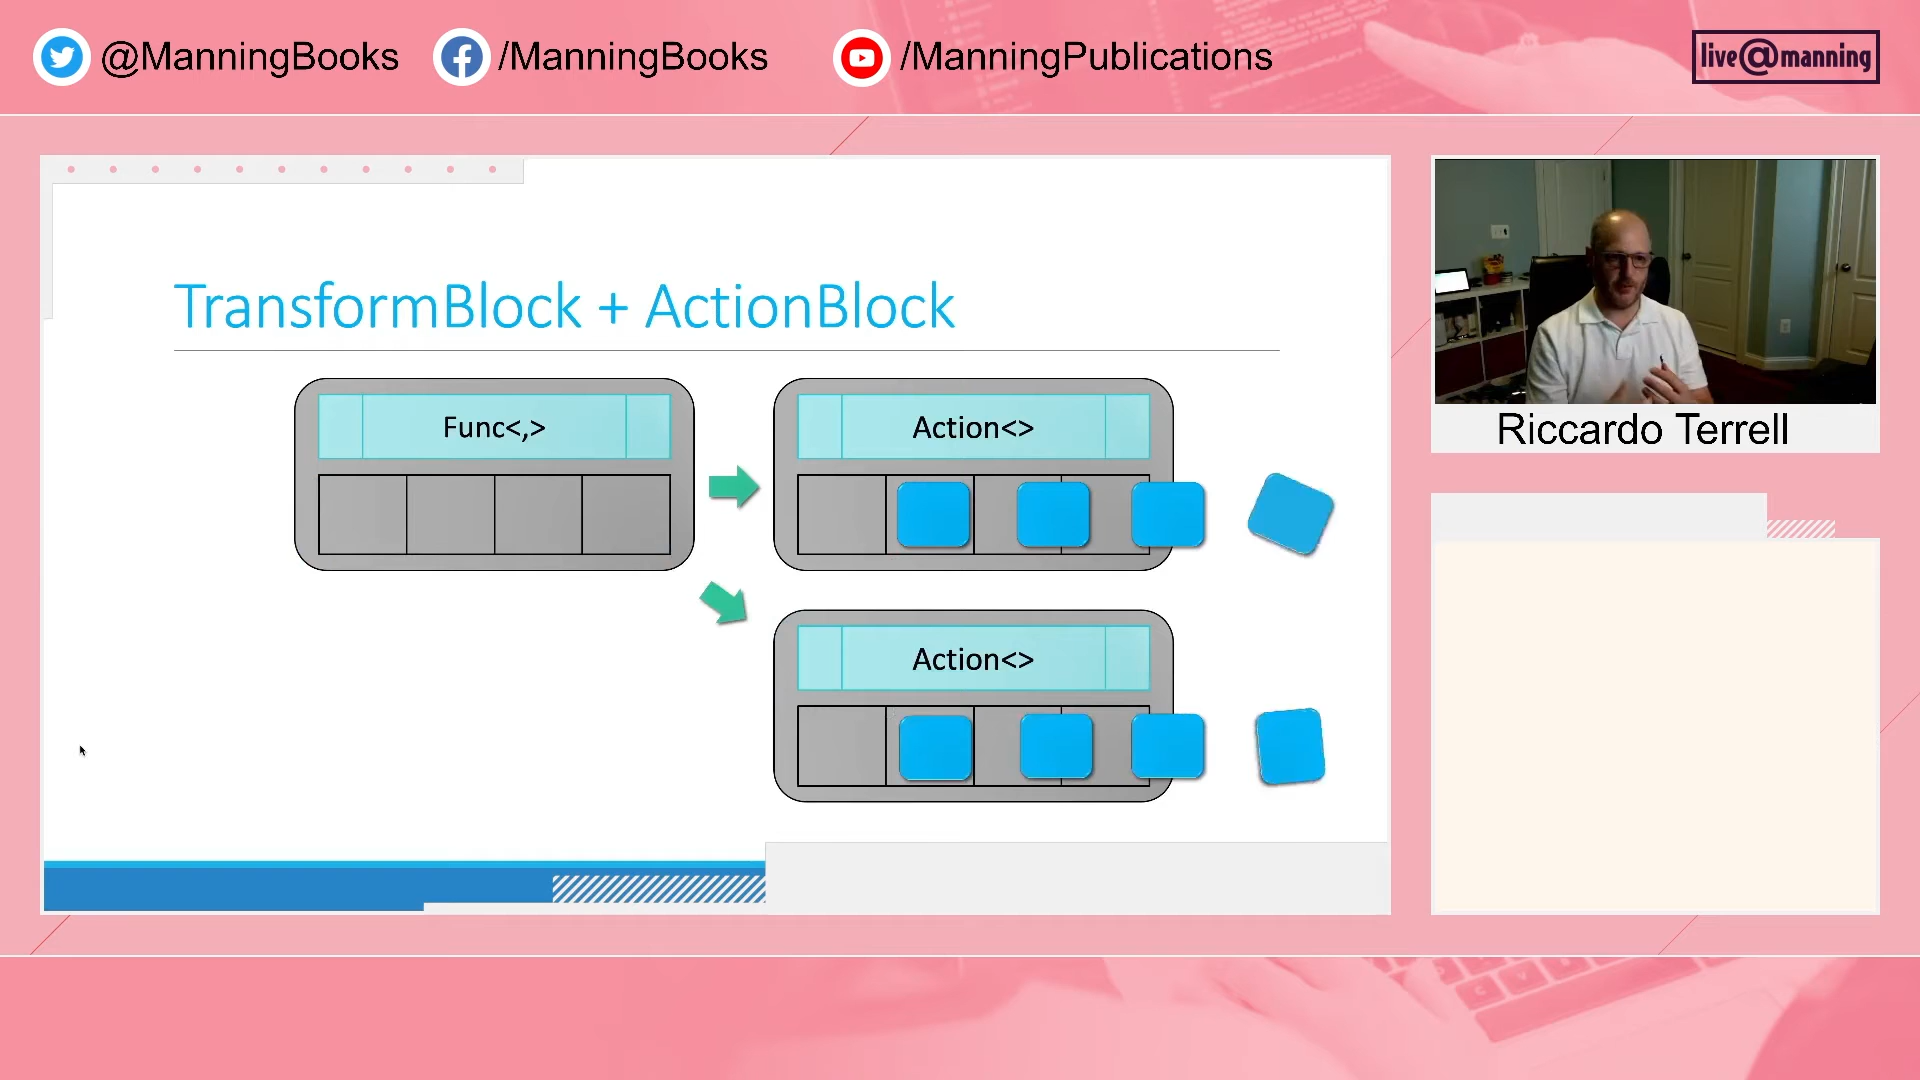 @ManningBooks
/ManningBooks
/ManningPublications
live@manning
TransformBlock + ActionBlock
Func<,>
Action<>
Action<>
Riccardo Terrell